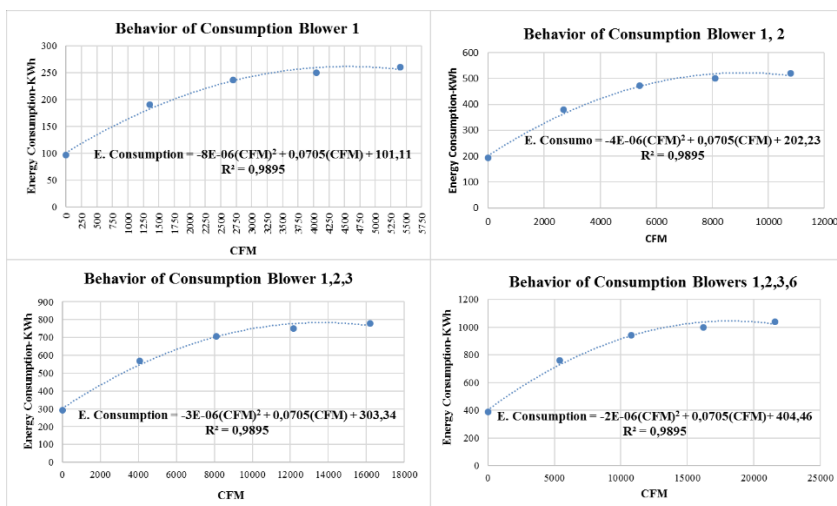 Behavior of Consumption Blower 1
Energy Consumption-KWh
300
250
200
150
100
50
0
E. Consumption = -8E-06(CFM)² + 0,0705(CFM) + 101,11
R² = 0,9895
0 250 500 750 1000 1250 1500 1750 2000 2250 2500 2750 3000 3250 3500 3750 4000 4250 4500 4750 5000 5250 5500 5750
CFM
Behavior of Consumption Blower 1, 2
Energy Consumption-KWh
600
500
400
300
200
100
0
E. Consumo = -4E-06(CFM)² + 0,0705(CFM) + 202,23
R² = 0,9895
0 2000 4000 6000 8000 10000 12000
CFM
Behavior of Consumption Blower 1,2,3
Energy Consumption-KWh
900
800
700
600
500
400
300
200
100
0
E. Consumption = -3E-06(CFM)² + 0,0705(CFM) + 303,34
R² = 0,9895
0 2000 4000 6000 8000 10000 12000 14000 16000 18000
CFM
Behavior of Consumption Blowers 1,2,3,6
Energy Consumption-KWh
1200
1000
800
600
400
200
0
E. Consumption = -2E-06(CFM)² + 0,0705(CFM)+ 404,46
R² = 0,9895
0 5000 10000 15000 20000 25000
CFM